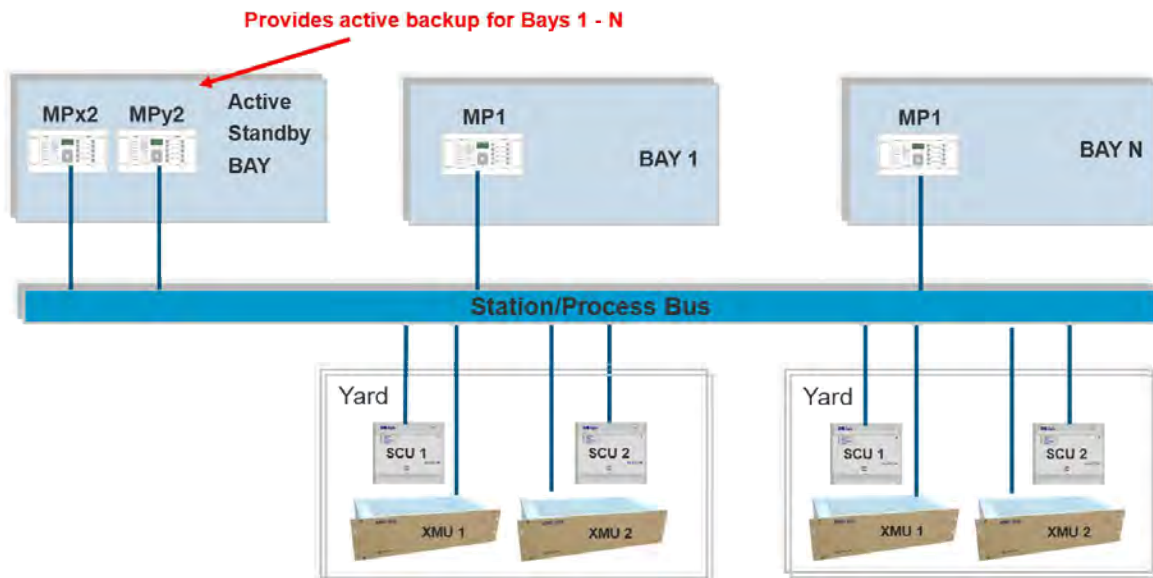 Provides active backup for Bays 1 - N
MPx2 MPy2 Active
Standby
BAY
MP1
BAY 1
MP1
BAY N
Station/Process Bus
Yard
SCU 1
SCU 2
XMU 1
XMU 2
Yard
SCU 1
SCU 2
XMU 1
XMU 2